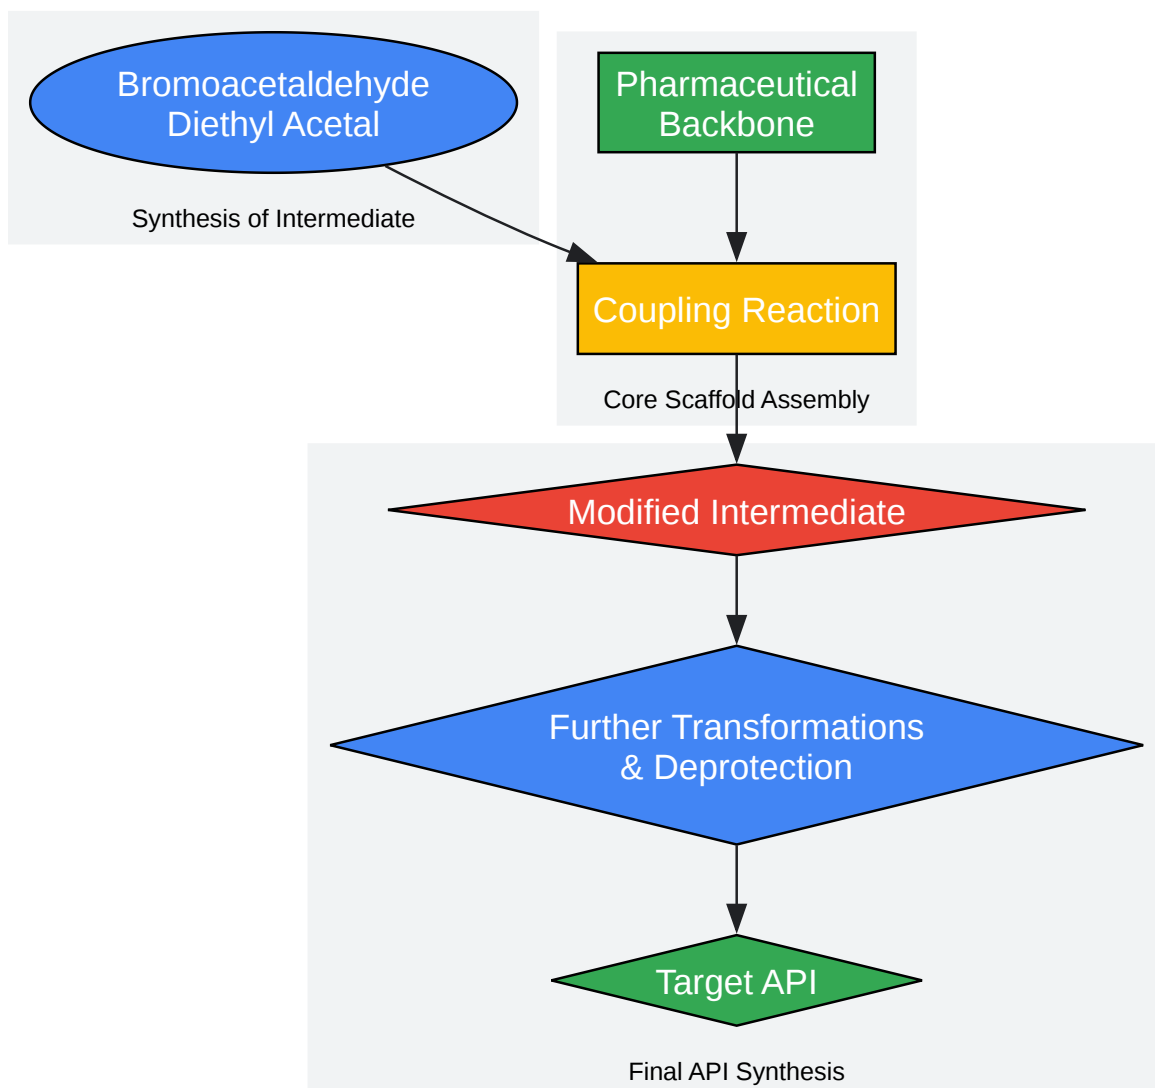 Bromoacetaldehyde
Diethyl Acetal
Synthesis of Intermediate
Pharmaceutical
Backbone
Coupling Reaction
Core Scaffold Assembly
Modified Intermediate
Further Transformations
& Deprotection
Target API
Final API Synthesis